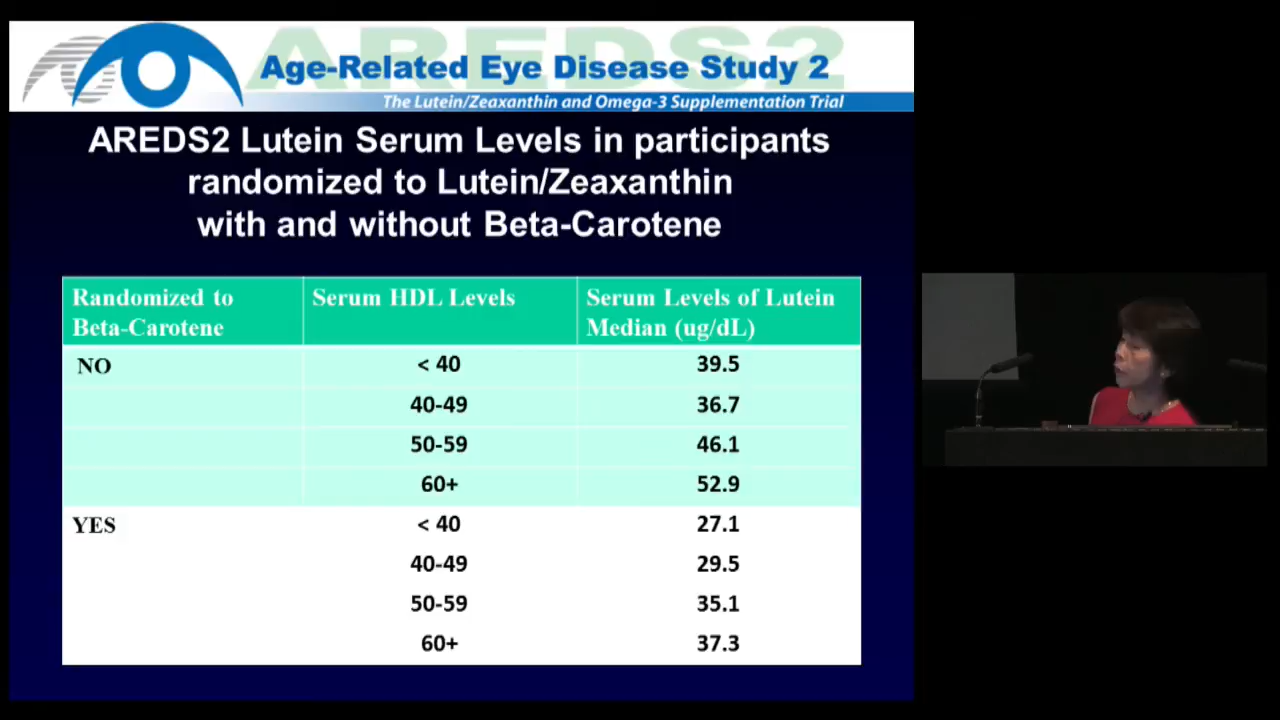 AREDS2
Age-Related Eye Disease Study 2
The Lutein/Zeaxanthin and Omega-3 Supplementation Trial
AREDS2 Lutein Serum Levels in participants
randomized to Lutein/Zeaxanthin
with and without Beta-Carotene
Randomized to Beta-Carotene Serum HDL Levels Serum Levels of Lutein Median (ug/dL)
NO < 40 39.5
40-49 36.7
50-59 46.1
60+ 52.9
YES < 40 27.1
40-49 29.5
50-59 35.1
60+ 37.3